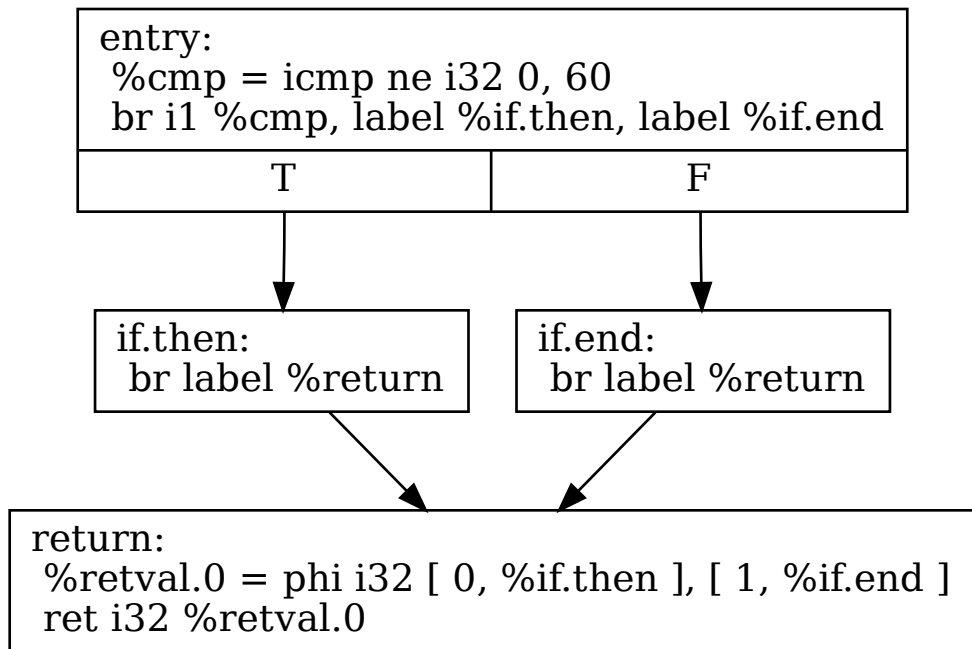 entry:
%cmp = icmp ne i32 0, 60
br i1 %cmp, label %if.then, label %if.end
T
F
if.then:
br label %return
if.end:
br label %return
return:
%retval.0 = phi i32 [ 0, %if.then ], [ 1, %if.end ]
ret i32 %retval.0